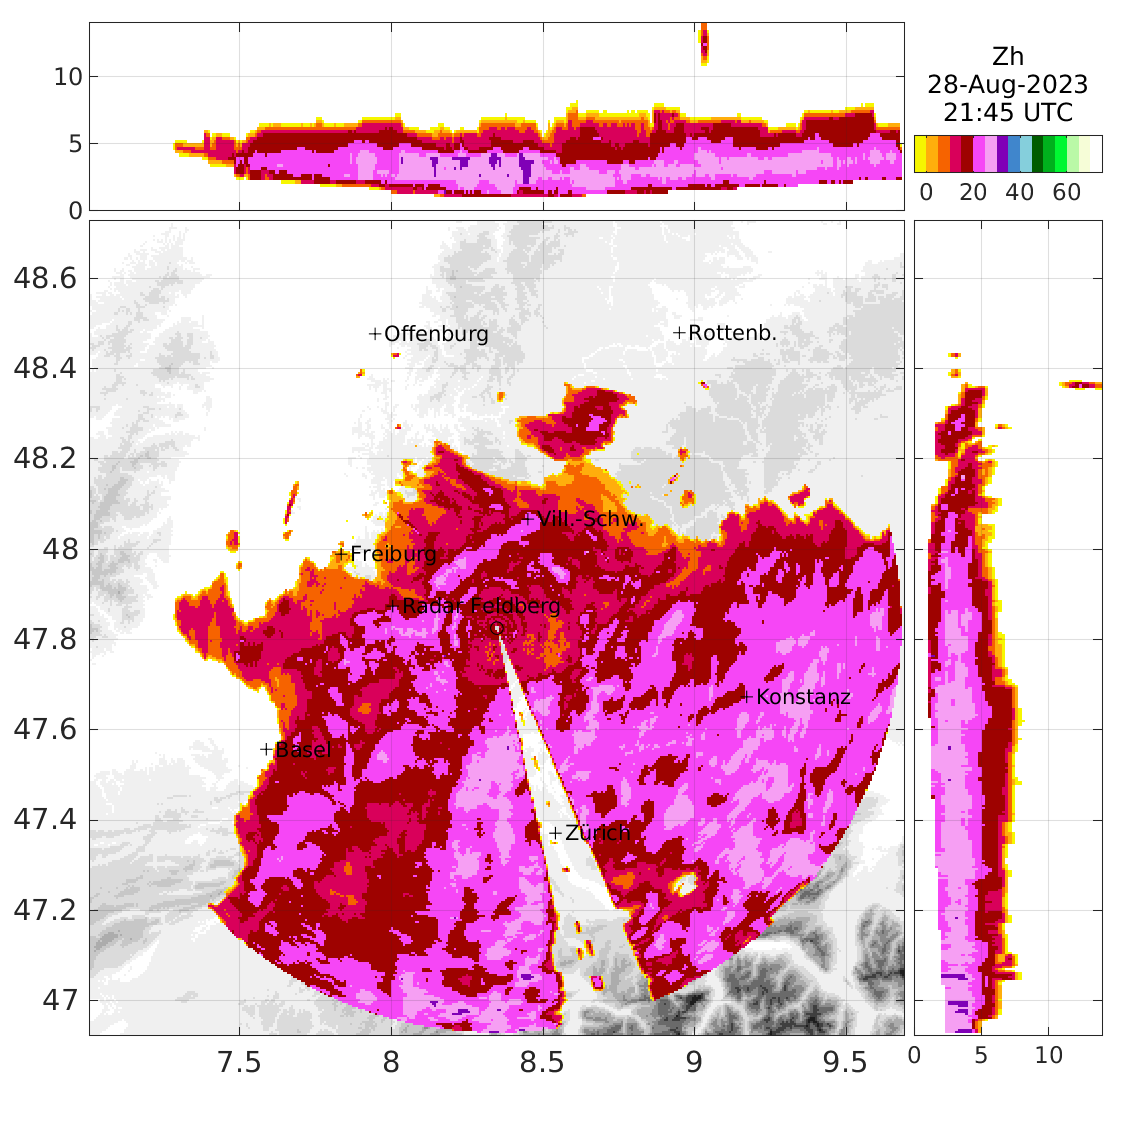 Zh
28-Aug-2023
21:45 UTC
10
5
0
0 20 40 60
48.6
48.4
48.2
48
47.8
47.6
47.4
47.2
47
+Offenburg
+Rottenb.
+Vill.-Schw.
+Freiburg
+Radar Feldberg
+Konstanz
+Basel
+Zürich
7.5 8 8.5 9 9.5
0 5 10